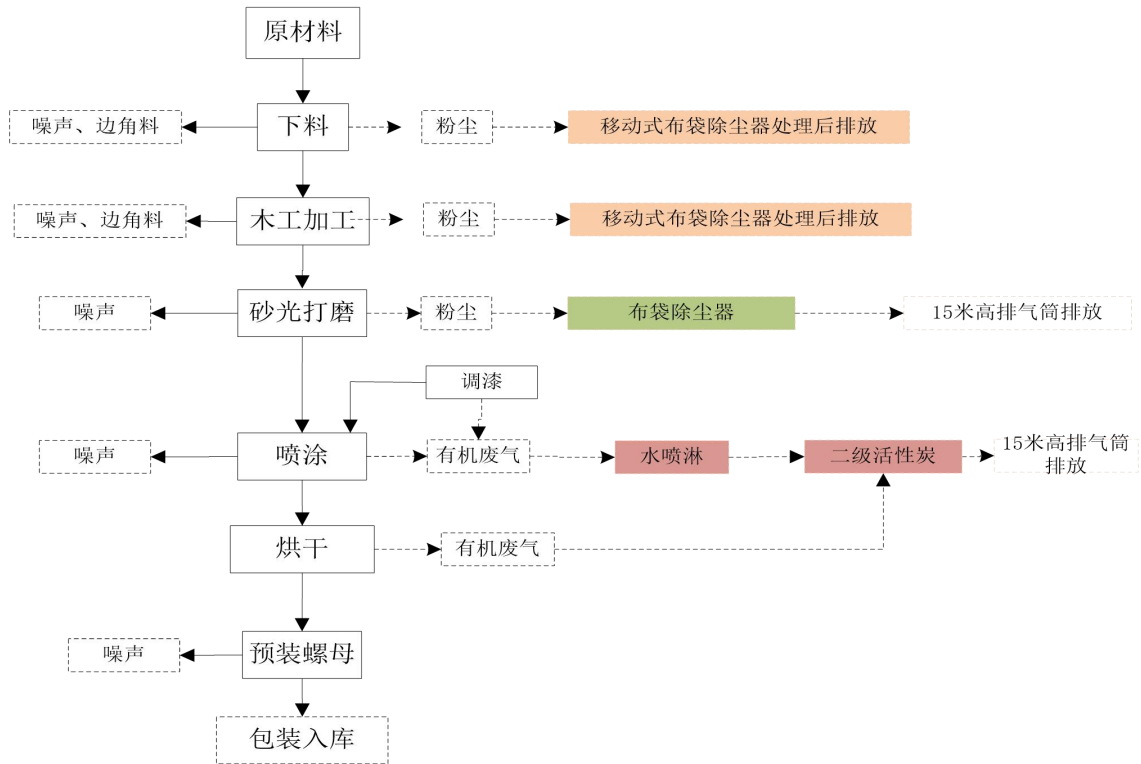 原材料
噪声、边角料
下料
粉尘
移动式布袋除尘器处理后排放
噪声、边角料
木工加工
粉尘
移动式布袋除尘器处理后排放
噪声
砂光打磨
粉尘
布袋除尘器
15米高排气筒排放
调漆
噪声
喷涂
有机废气
水喷淋
二级活性炭
15米高排气筒
排放
烘干
有机废气
噪声
预装螺母
包装入库